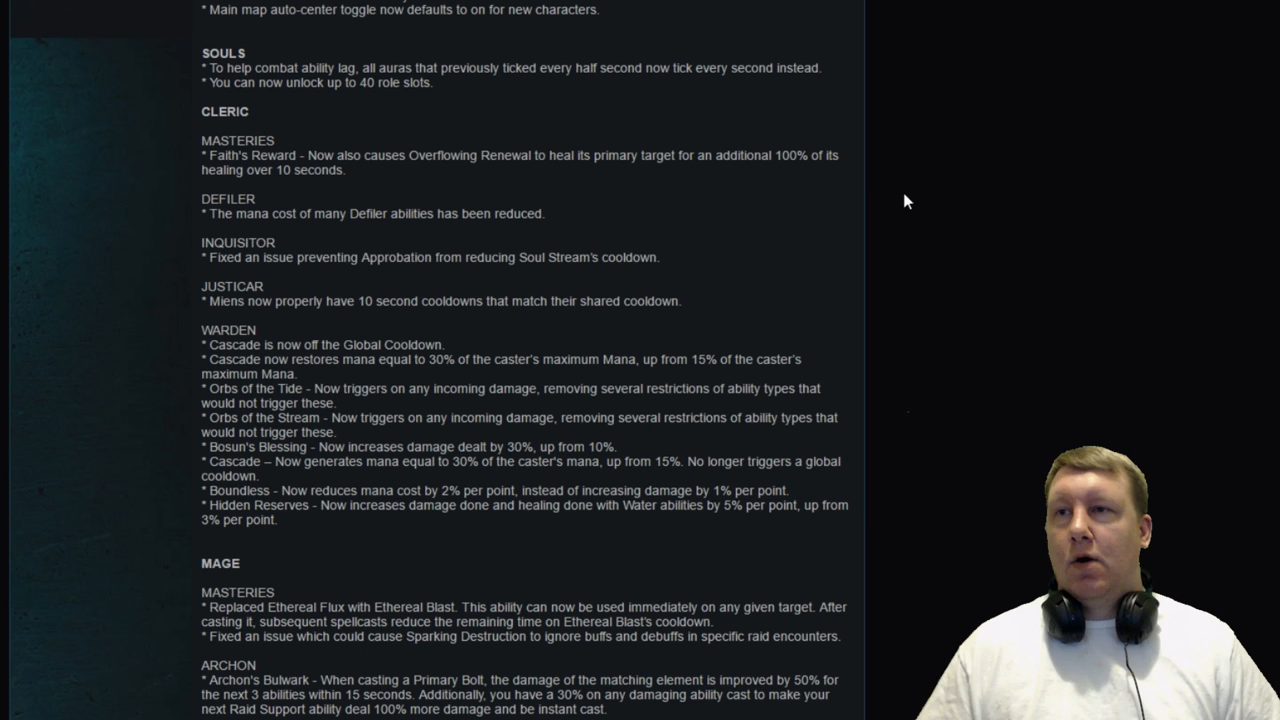 * Main map auto-center toggle now defaults to on for new characters.
SOULS
* To help combat ability lag, all auras that previously ticked every half second now tick every second instead.
* You can now unlock up to 40 role slots.
CLERIC
MASTERIES
* Faith's Reward - Now also causes Overflowing Renewal to heal its primary target for an additional 100% of its
healing over 10 seconds.
DEFILER
* The mana cost of many Defiler abilities has been reduced.
INQUISITOR
* Fixed an issue preventing Approbation from reducing Soul Stream's cooldown.
JUSTICAR
* Miens now properly have 10 second cooldowns that match their shared cooldown.
WARDEN
* Cascade is now off the Global Cooldown.
* Cascade now restores mana equal to 30% of the caster's maximum Mana, up from 15% of the caster's
maximum Mana.
* Orbs of the Tide - Now triggers on any incoming damage, removing several restrictions of ability types that
would not trigger these.
* Orbs of the Stream - Now triggers on any incoming damage, removing several restrictions of ability types that
would not trigger these.
* Bosun's Blessing - Now increases damage dealt by 30%, up from 10%.
* Cascade – Now generates mana equal to 30% of the caster's mana, up from 15%. No longer triggers a global
cooldown.
* Boundless - Now reduces mana cost by 2% per point, instead of increasing damage by 1% per point.
* Hidden Reserves - Now increases damage done and healing done with Water abilities by 5% per point, up from
3% per point.
MAGE
MASTERIES
* Replaced Ethereal Flux with Ethereal Blast. This ability can now be used immediately on any given target. After
casting it, subsequent spellcasts reduce the remaining time on Ethereal Blast's cooldown.
* Fixed an issue which could cause Sparking Destruction to ignore buffs and debuffs in specific raid encounters.
ARCHON
* Archon's Bulwark - When casting a Primary Bolt, the damage of the matching element is improved by 50% for
the next 3 abilities within 15 seconds. Additionally, you have a 30% on any damaging ability cast to make your
next Raid Support ability deal 100% more damage and be instant cast.